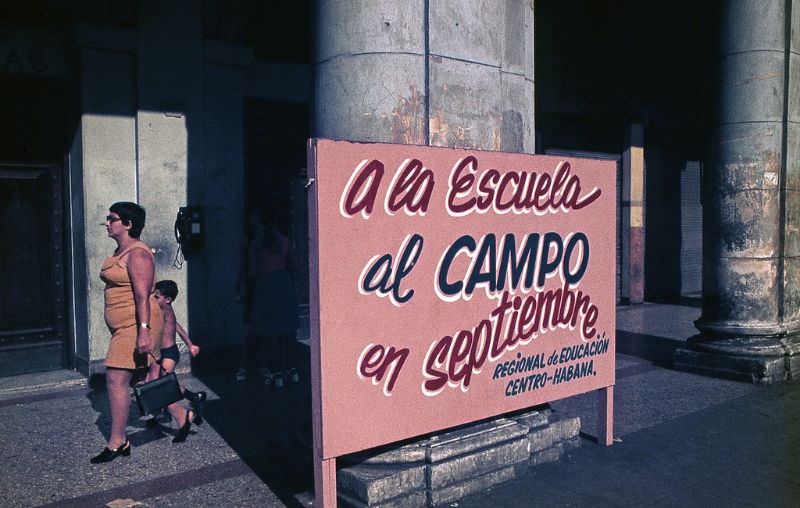 A la Escuela
al CAMPO
en septiembre.
REGIONAL de EDUCACIÓN
CENTRO-HABANA.